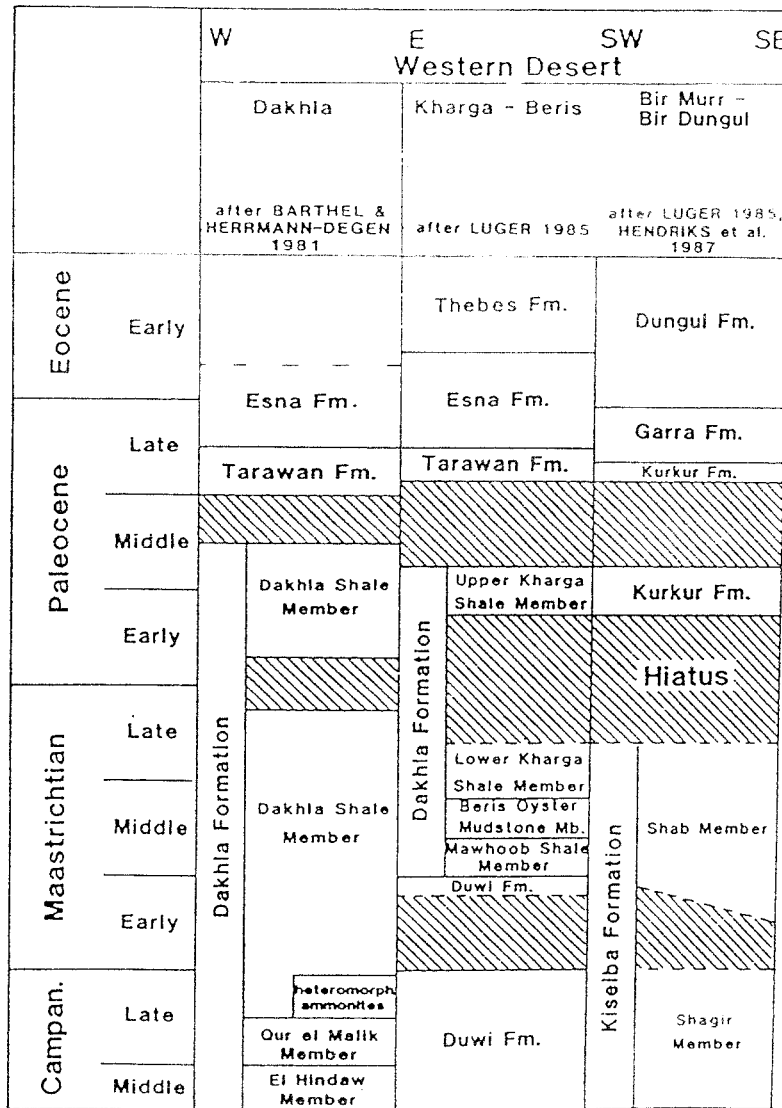 W E SW SE
Western Desert
Dakhla
after BARTHEL &
HERRMANN-DEGEN
1981
Kharga - Beris
after LUGER 1985
Bir Murr -
Bir Dungul
after LUGER 1985,
HENDRIKS et al.
1987
Eocene
Early
Paleocene
Late
Middle
Early
Maastrichtian
Late
Middle
Early
Campan.
Late
Middle
Esna Fm.
Tarawan Fm.
Dakhla Formation
Dakhla Shale
Member
Dakhla Shale
Member
heteromorph.
ammonites
Qur el Malik
Member
El Hindaw
Member
Thebes Fm.
Esna Fm.
Tarawan Fm.
Dakhla Formation
Upper Kharga
Shale Member
Lower Kharga
Shale Member
Beris Oyster
Mudstone Mb.
Mawhoob Shale
Member
Duwi Fm.
Duwi Fm.
Dungul Fm.
Garra Fm.
Kurkur Fm.
Kurkur Fm.
Hiatus
Kiseiba Formation
Shab Member
Shagir
Member